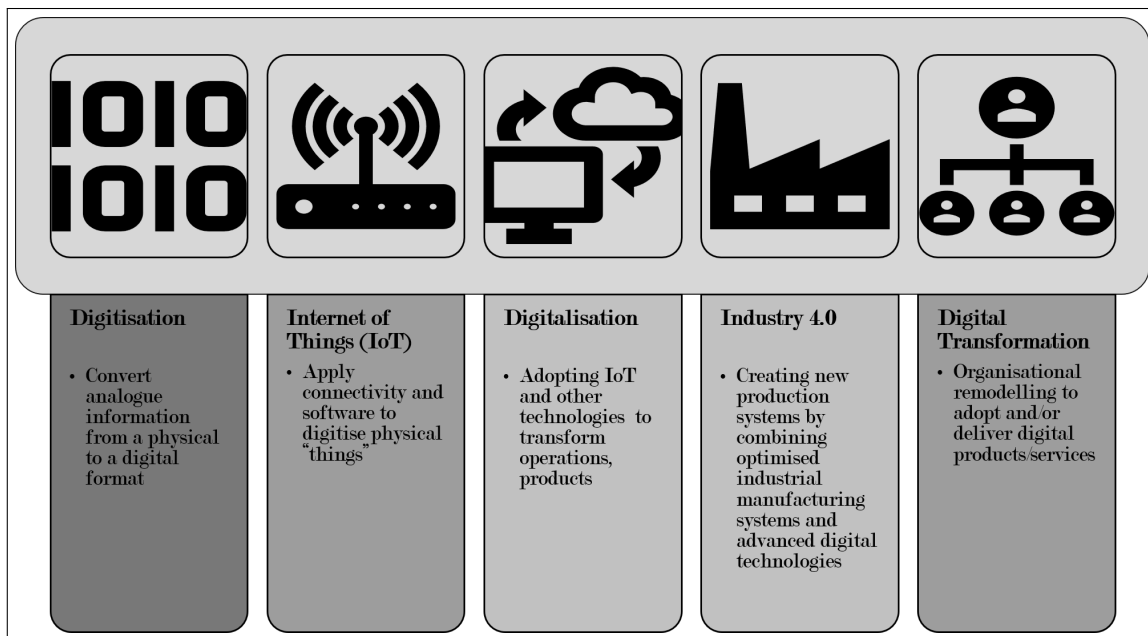 1010
1010
Digitisation
• Convert
analogue
information
from a physical
to a digital
format
Internet of
Things (IoT)
• Apply
connectivity and
software to
digitise physical
“things”
Digitalisation
• Adopting IoT
and other
technologies to
transform
operations,
products
Industry 4.0
• Creating new
production
systems by
combining
optimised
industrial
manufacturing
systems and
advanced digital
technologies
Digital
Transformation
• Organisational
remodelling to
adopt and/or
deliver digital
products/services